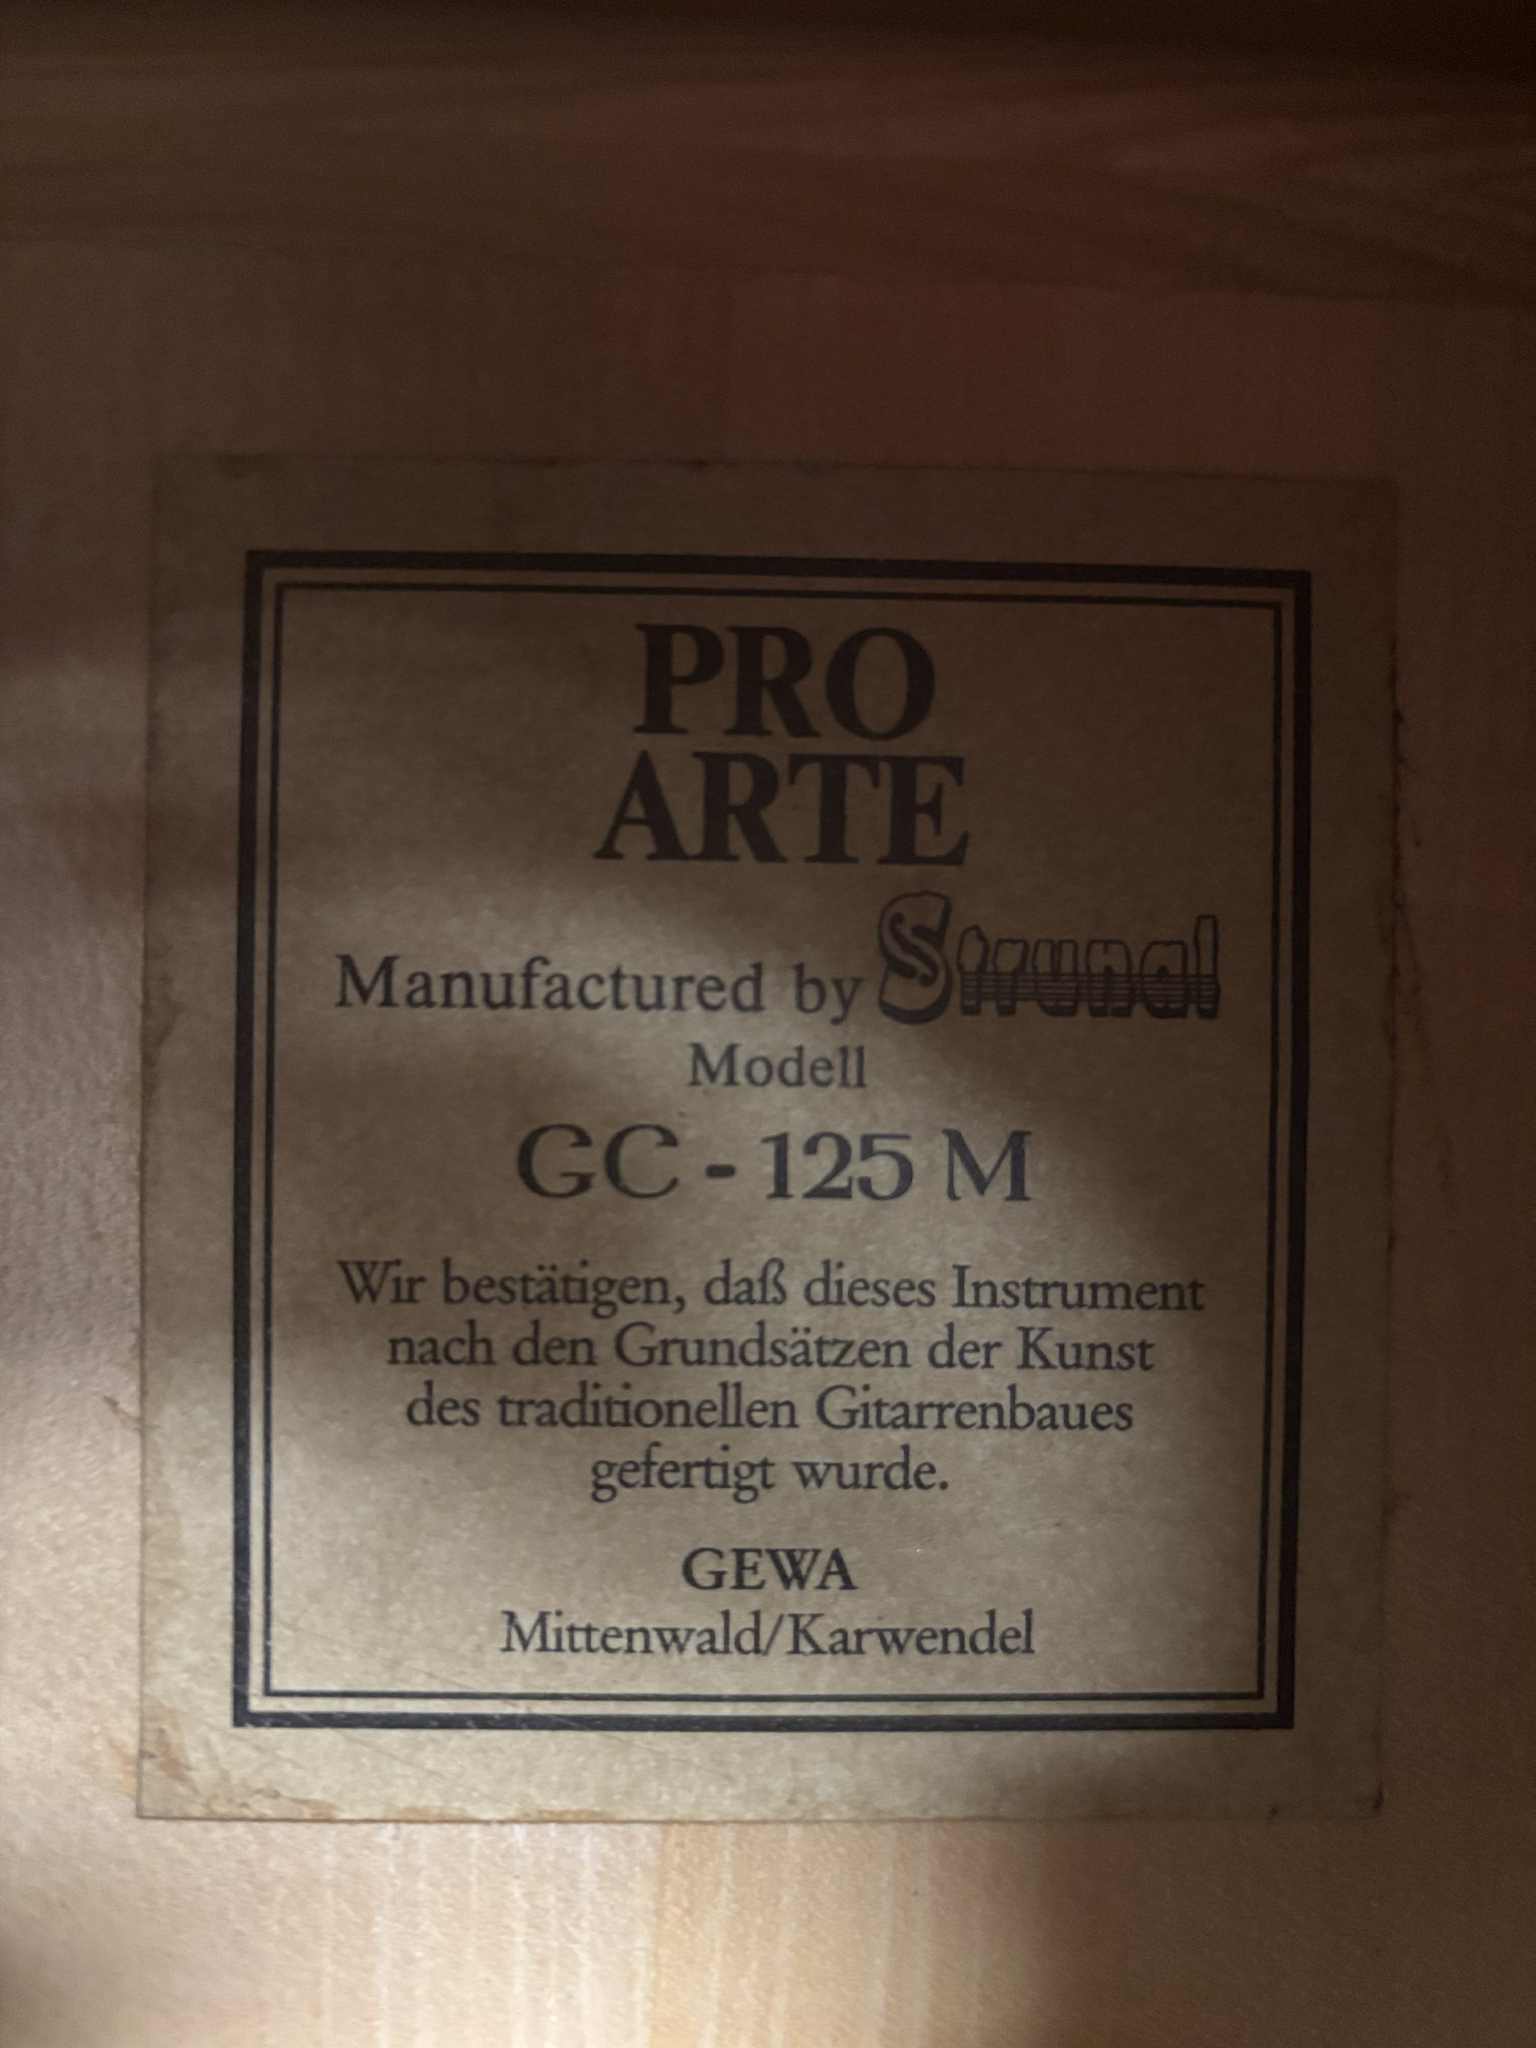 PRO
ARTE
Manufactured by Strunal
Modell
GC - 125 M
Wir bestätigen, daß dieses Instrument
nach den Grundsätzen der Kunst
des traditionellen Gitarrenbaues
gefertigt wurde.
GEWA
Mittenwald/Karwendel